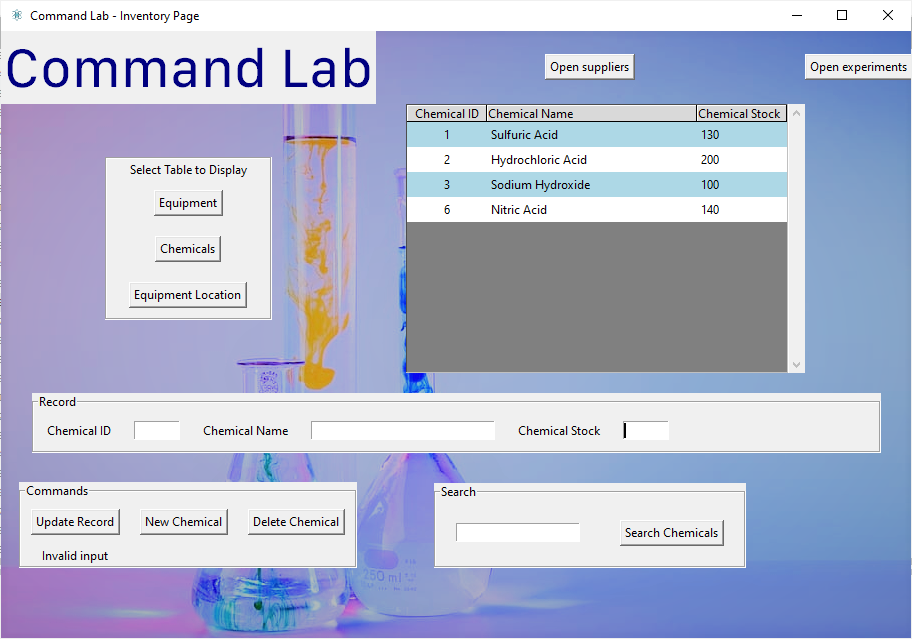 Command Lab - Inventory Page
Command Lab
Open suppliers
Open experiments
Chemical ID Chemical Name Chemical Stock
1 Sulfuric Acid 130
2 Hydrochloric Acid 200
3 Sodium Hydroxide 100
6 Nitric Acid 140
Select Table to Display
Equipment
Chemicals
Equipment Location
Record
Chemical ID Chemical Name Chemical Stock
Commands
Update Record New Chemical Delete Chemical
Invalid input
Search
Search Chemicals
250 ml